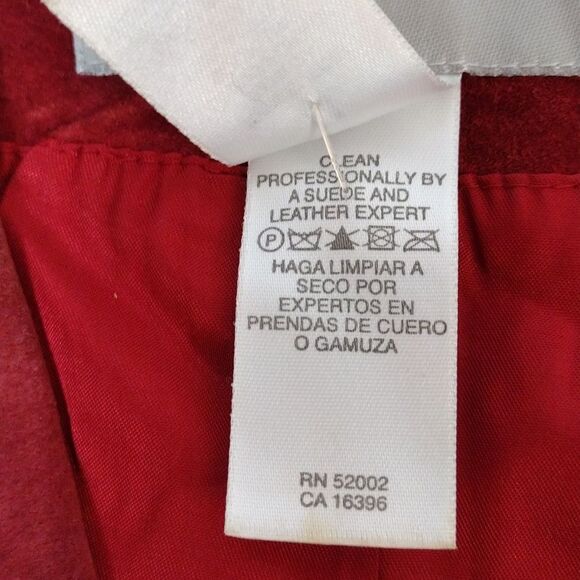 CLEAN
PROFESSIONALLY BY
A SUEDE AND
LEATHER EXPERT
P
HAGA LIMPIAR A
SECO POR
EXPERTOS EN
PRENDAS DE CUERO
O GAMUZA
RN 52002
CA 16396